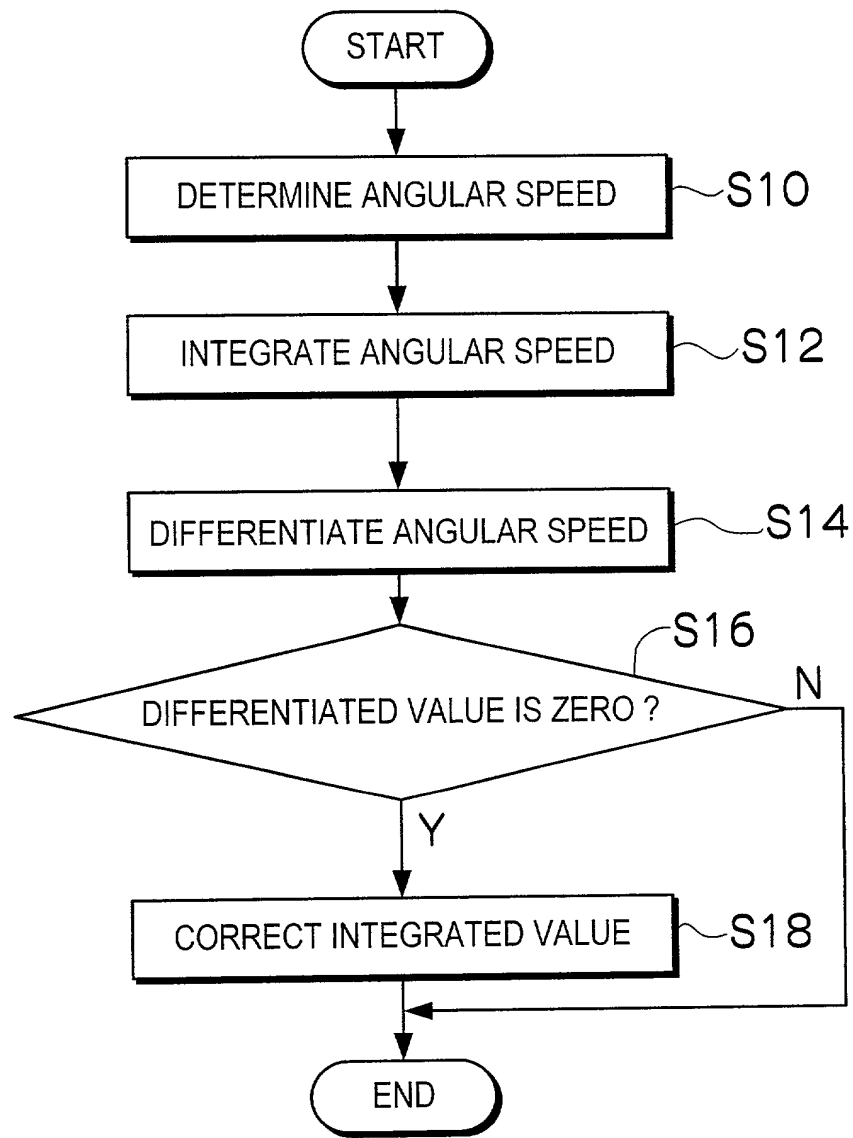 START
DETERMINE ANGULAR SPEED
S10
INTEGRATE ANGULAR SPEED
S12
DIFFERENTIATE ANGULAR SPEED
S14
S16
DIFFERENTIATED VALUE IS ZERO ?
N
Y
CORRECT INTEGRATED VALUE
S18
END